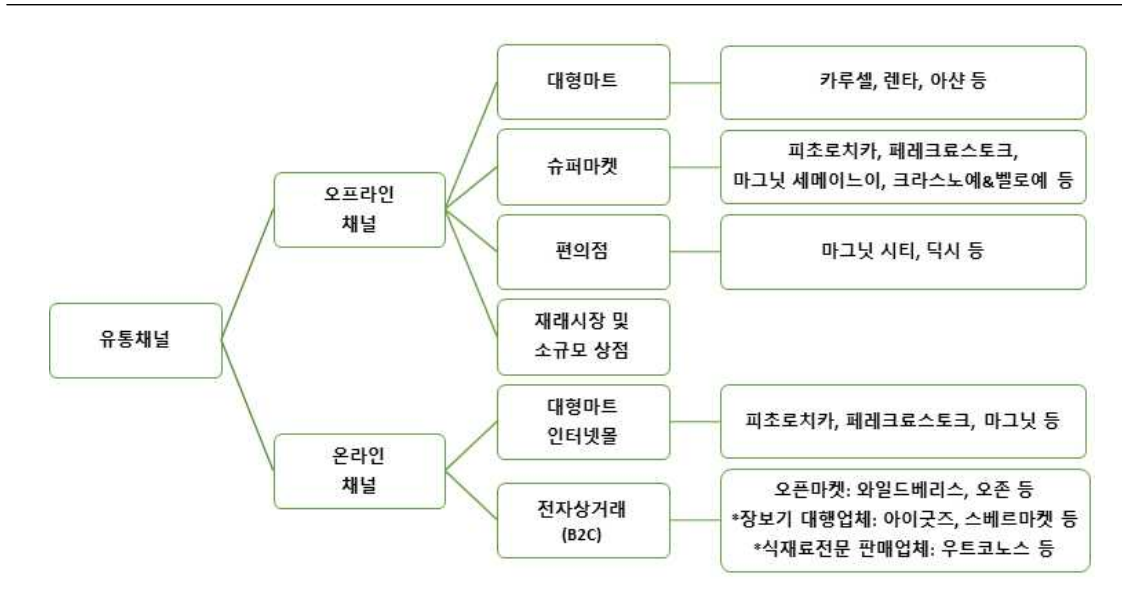 대형마트
카루셀, 렌타, 아샨 등
슈퍼마켓
피초로치카, 페레크료스토크,
마그닛 세메이느이, 크라스노예&벨로예 등
오프라인
채널
편의점
마그닛 시티, 딕시 등
재래시장 및
소규모 상점
유통채널
대형마트
인터넷몰
피초로치카, 페레크료스토크, 마그닛 등
온라인
채널
전자상거래
(B2C)
오픈마켓: 와일드베리스, 오존 등
*장보기 대행업체: 아이굿즈, 스베르마켓 등
*식재료전문 판매업체: 우트코노스 등